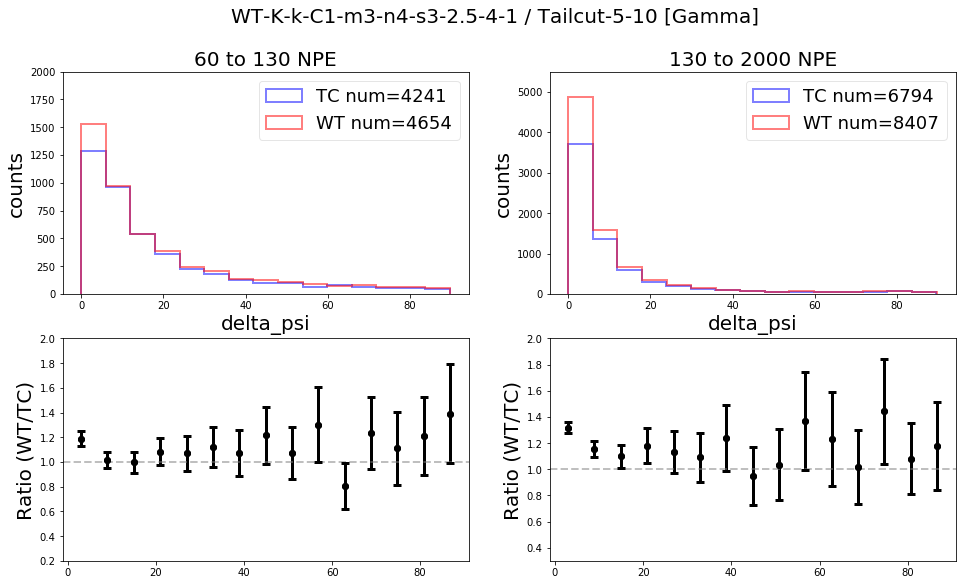 WT-K-k-C1-m3-n4-s3-2.5-4-1 / Tailcut-5-10 [Gamma]
60 to 130 NPE
counts
2000
1750
1500
1250
1000
750
500
250
0
TC num=4241
WT num=4654
0 20 40 60 80
delta_psi
130 to 2000 NPE
counts
5000
4000
3000
2000
1000
0
TC num=6794
WT num=8407
0 20 40 60 80
delta_psi
Ratio (WT/TC)
2.0
1.8
1.6
1.4
1.2
1.0
0.8
0.6
0.4
0.2
0 20 40 60 80
Ratio (WT/TC)
2.0
1.8
1.6
1.4
1.2
1.0
0.8
0.6
0.4
0 20 40 60 80